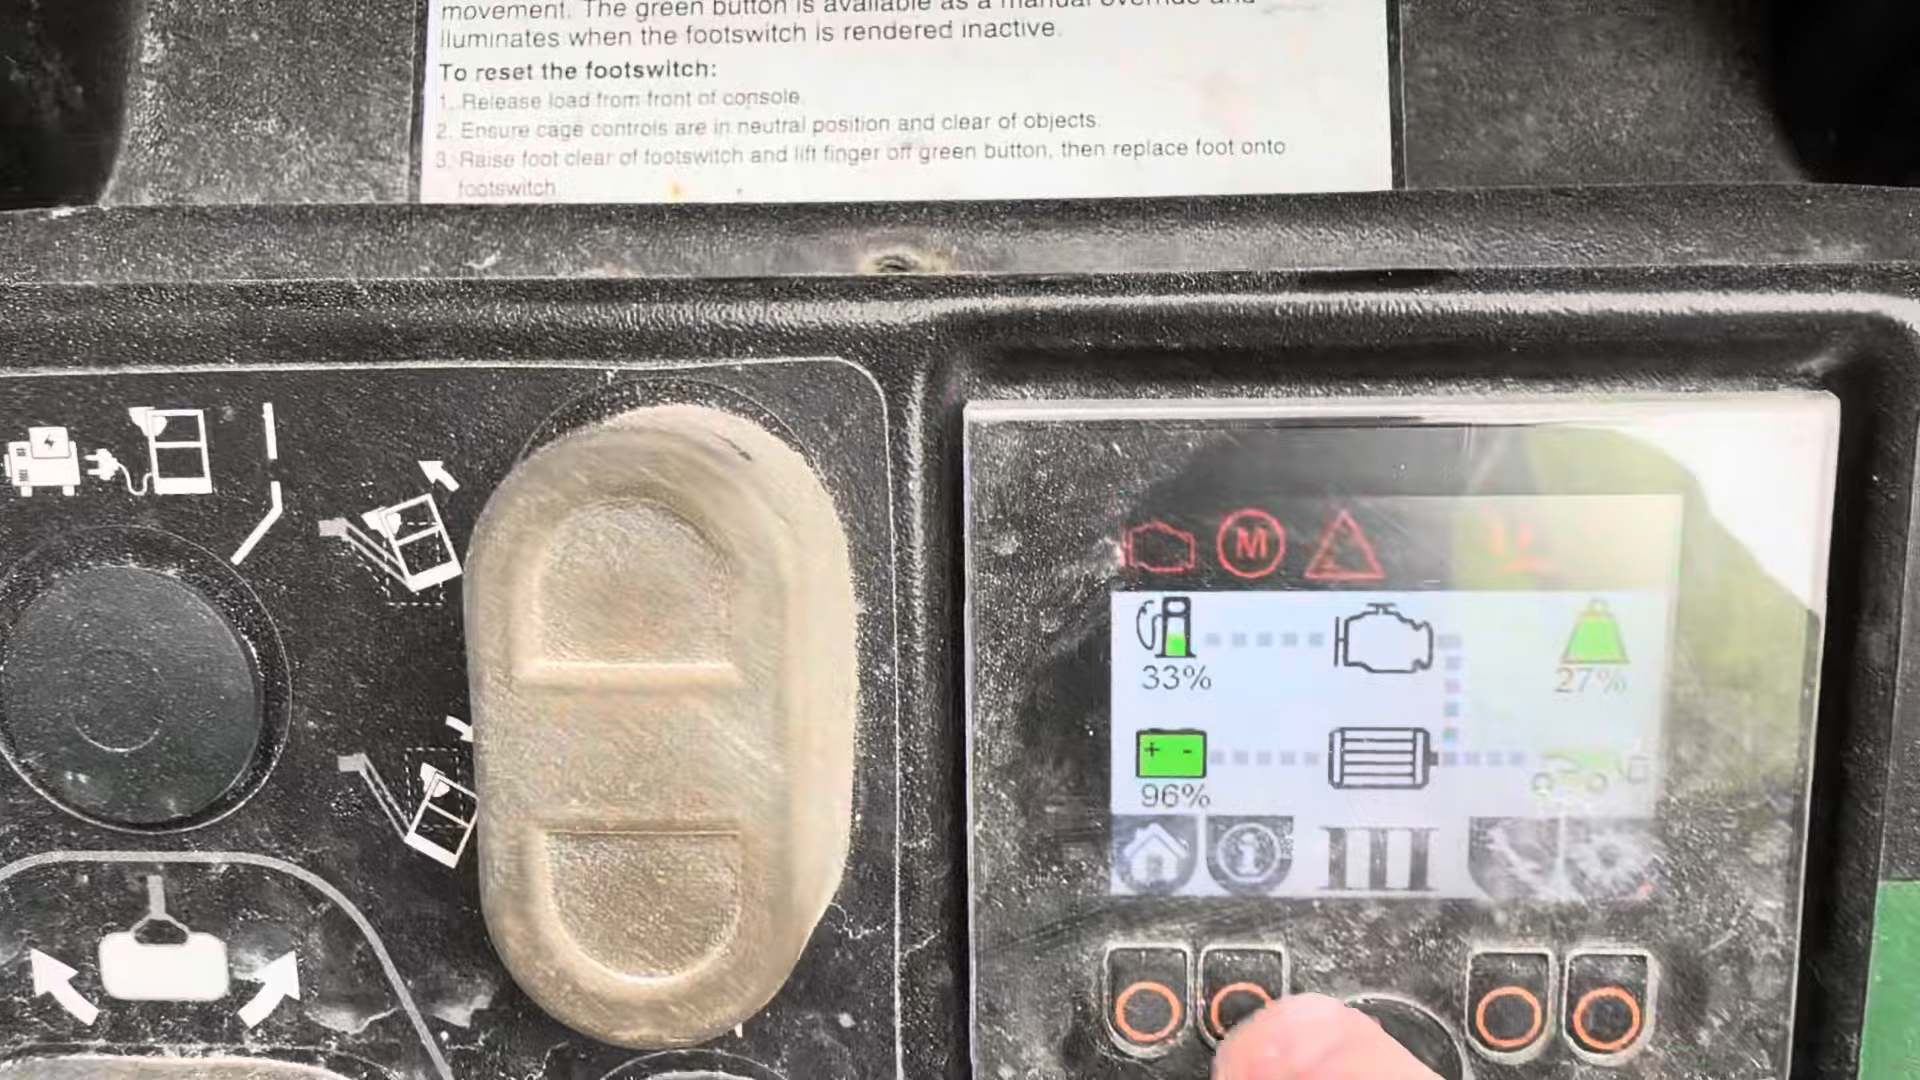 movement. The green button is available as a manual override and
iluminates when the footswitch is rendered inactive.
To reset the footswitch:
1. Release load from front of console.
2. Ensure cage controls are in neutral position and clear of objects.
3. Raise foot clear of footswitch and lift finger off green button, then replace foot onto
footswitch
M
33%
27%
+ -
96%
i